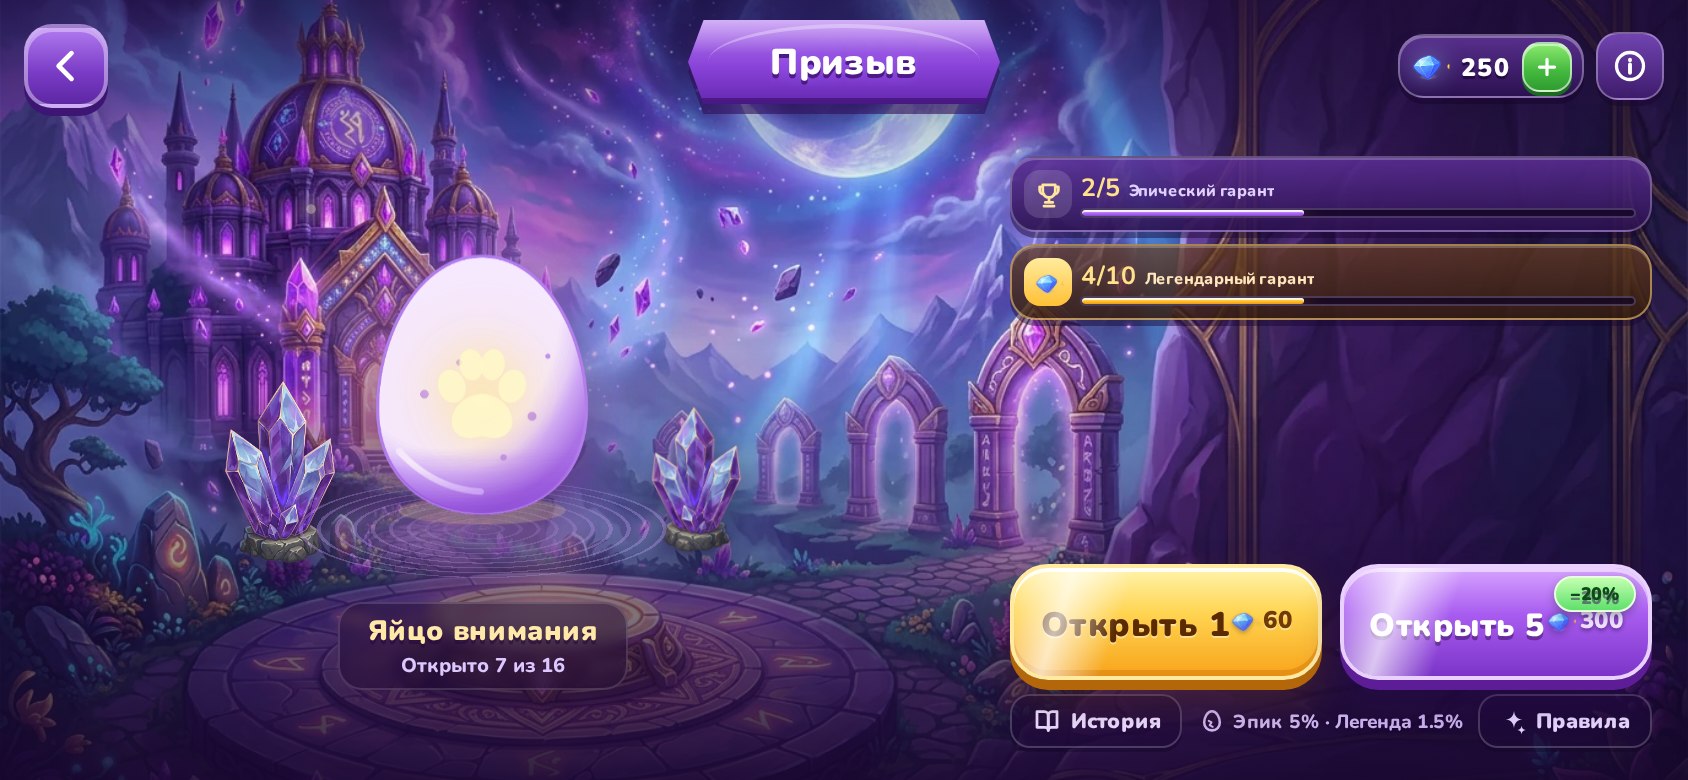 Призыв
250
2/5 Эпический гарант
4/10 Легендарный гарант
Яйцо внимания
Открыто 7 из 16
Открыть 1 60
-20%
Открыть 5 300
История
Эпик 5% · Легенда 1.5%
Правила